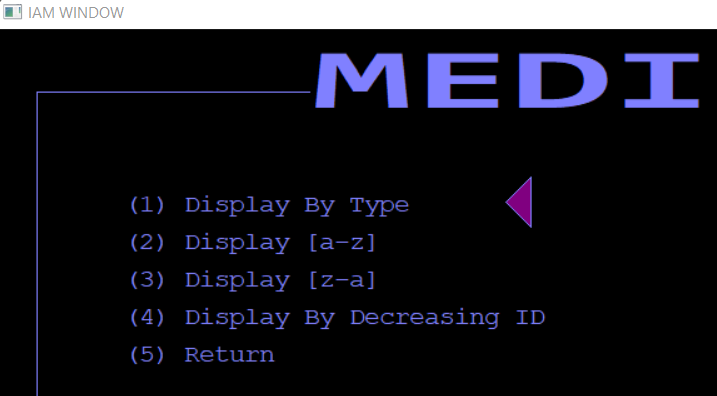 IAM WINDOW
MEDI
(1) Display By Type
(2) Display [a-z]
(3) Display [z-a]
(4) Display By Decreasing ID
(5) Return